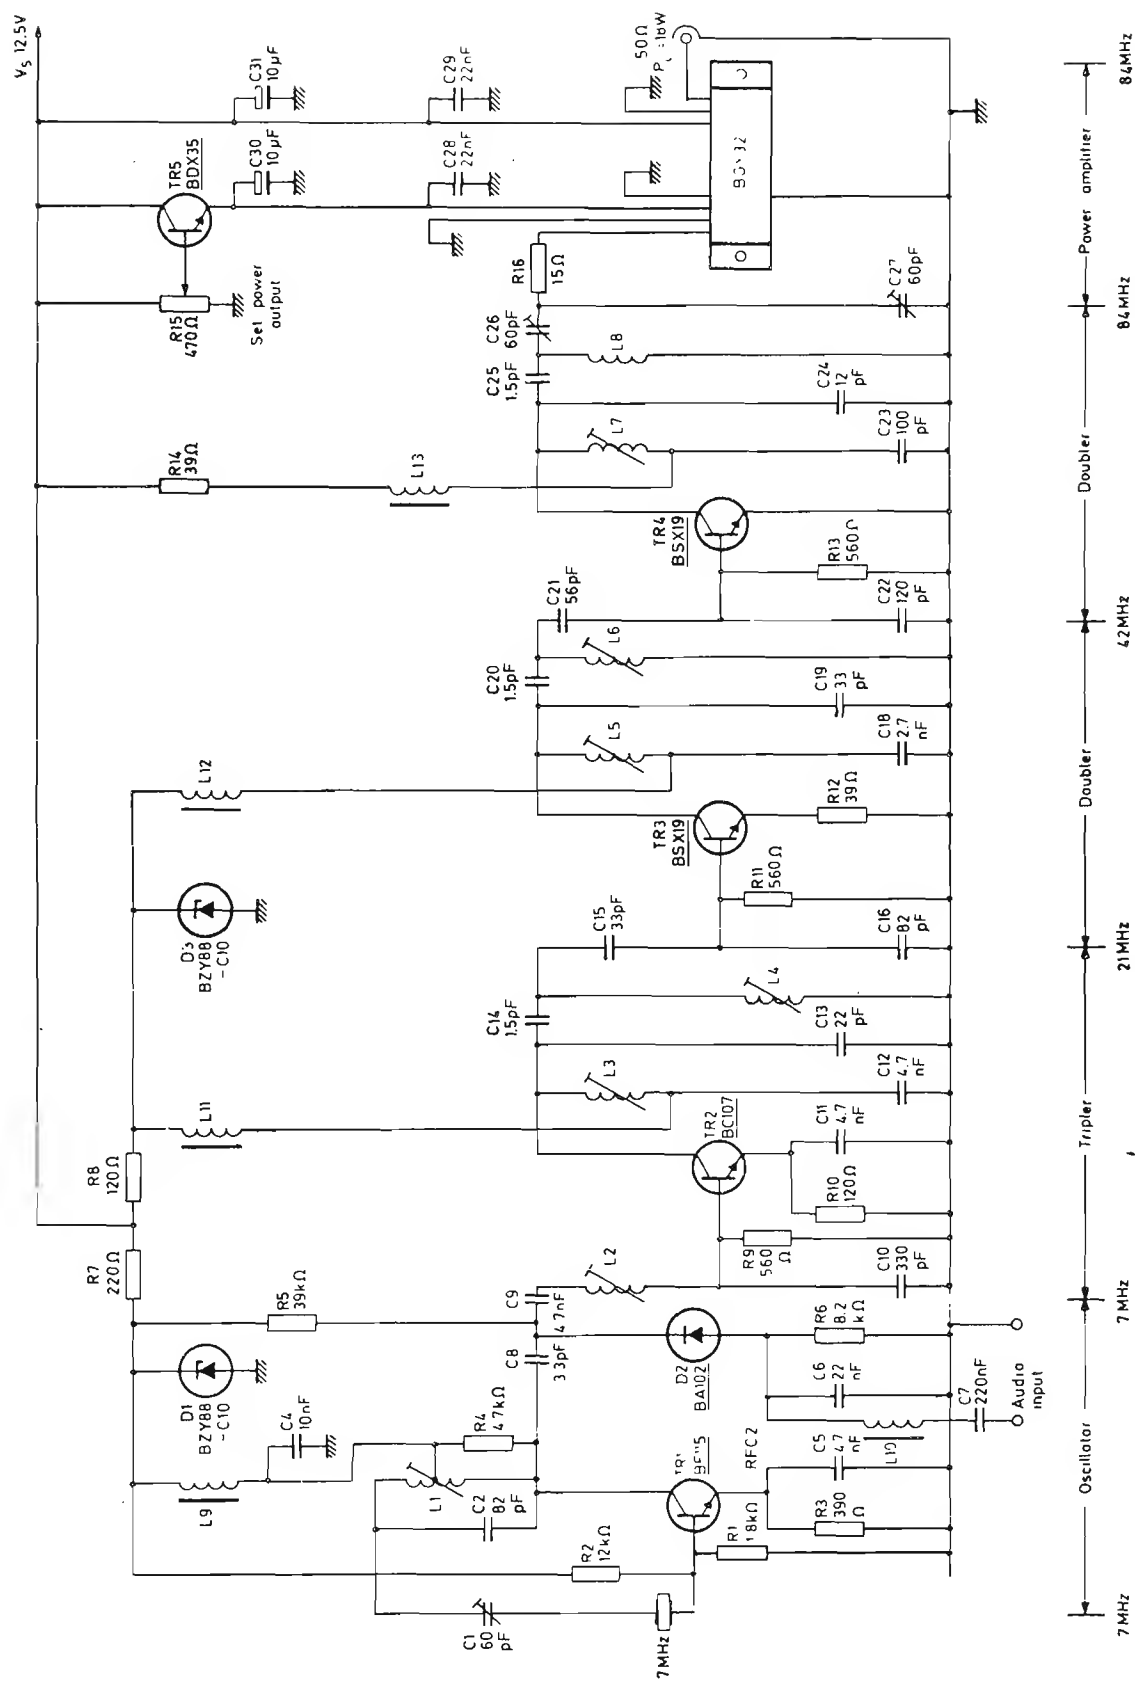 Vs 12.5V
C31
10µF
C29
22nF
50Ω
TR5
BDX35
C30
10µF
C28
22nF
R15
470Ω
Set power
output
R16
15Ω
C27
60pF
C26
60pF
L8
C25
1.5pF
C24
12
pF
L7
C23
100
pF
R14
39Ω
L13
TR4
BSX19
R13
560Ω
C21
56pF
C22
120
pF
L6
C20
1.5pF
C19
33
pF
L5
C18
2.7
nF
L12
TR3
BSX19
R12
39Ω
R11
560Ω
D3
BZY88
-C10
C15
33pF
C16
82
pF
L4
C14
1.5pF
C13
22
pF
L3
C12
4.7
nF
L11
TR2
BC107
C11
4.7
nF
R10
120Ω
R8
120Ω
R9
560
Ω
R7
220Ω
L2
C10
330
pF
R5
39kΩ
C9
4.7nF
C8
3.3pF
D2
BA102
R6
8.2
kΩ
D1
BZY88
-C10
C6
22
nF
C7
220nF
Audio
input
C4
10nF
R4
4.7kΩ
L10
L1
RFC2
C5
4.7
nF
L9
C2
82
pF
R3
390
Ω
R1
1.8kΩ
R2
12kΩ
C1
60
pF
7MHz
7MHz
Oscillator
7MHz
Tripler
21MHz
Doubler
42MHz
Doubler
84MHz
Power amplifier
84MHz